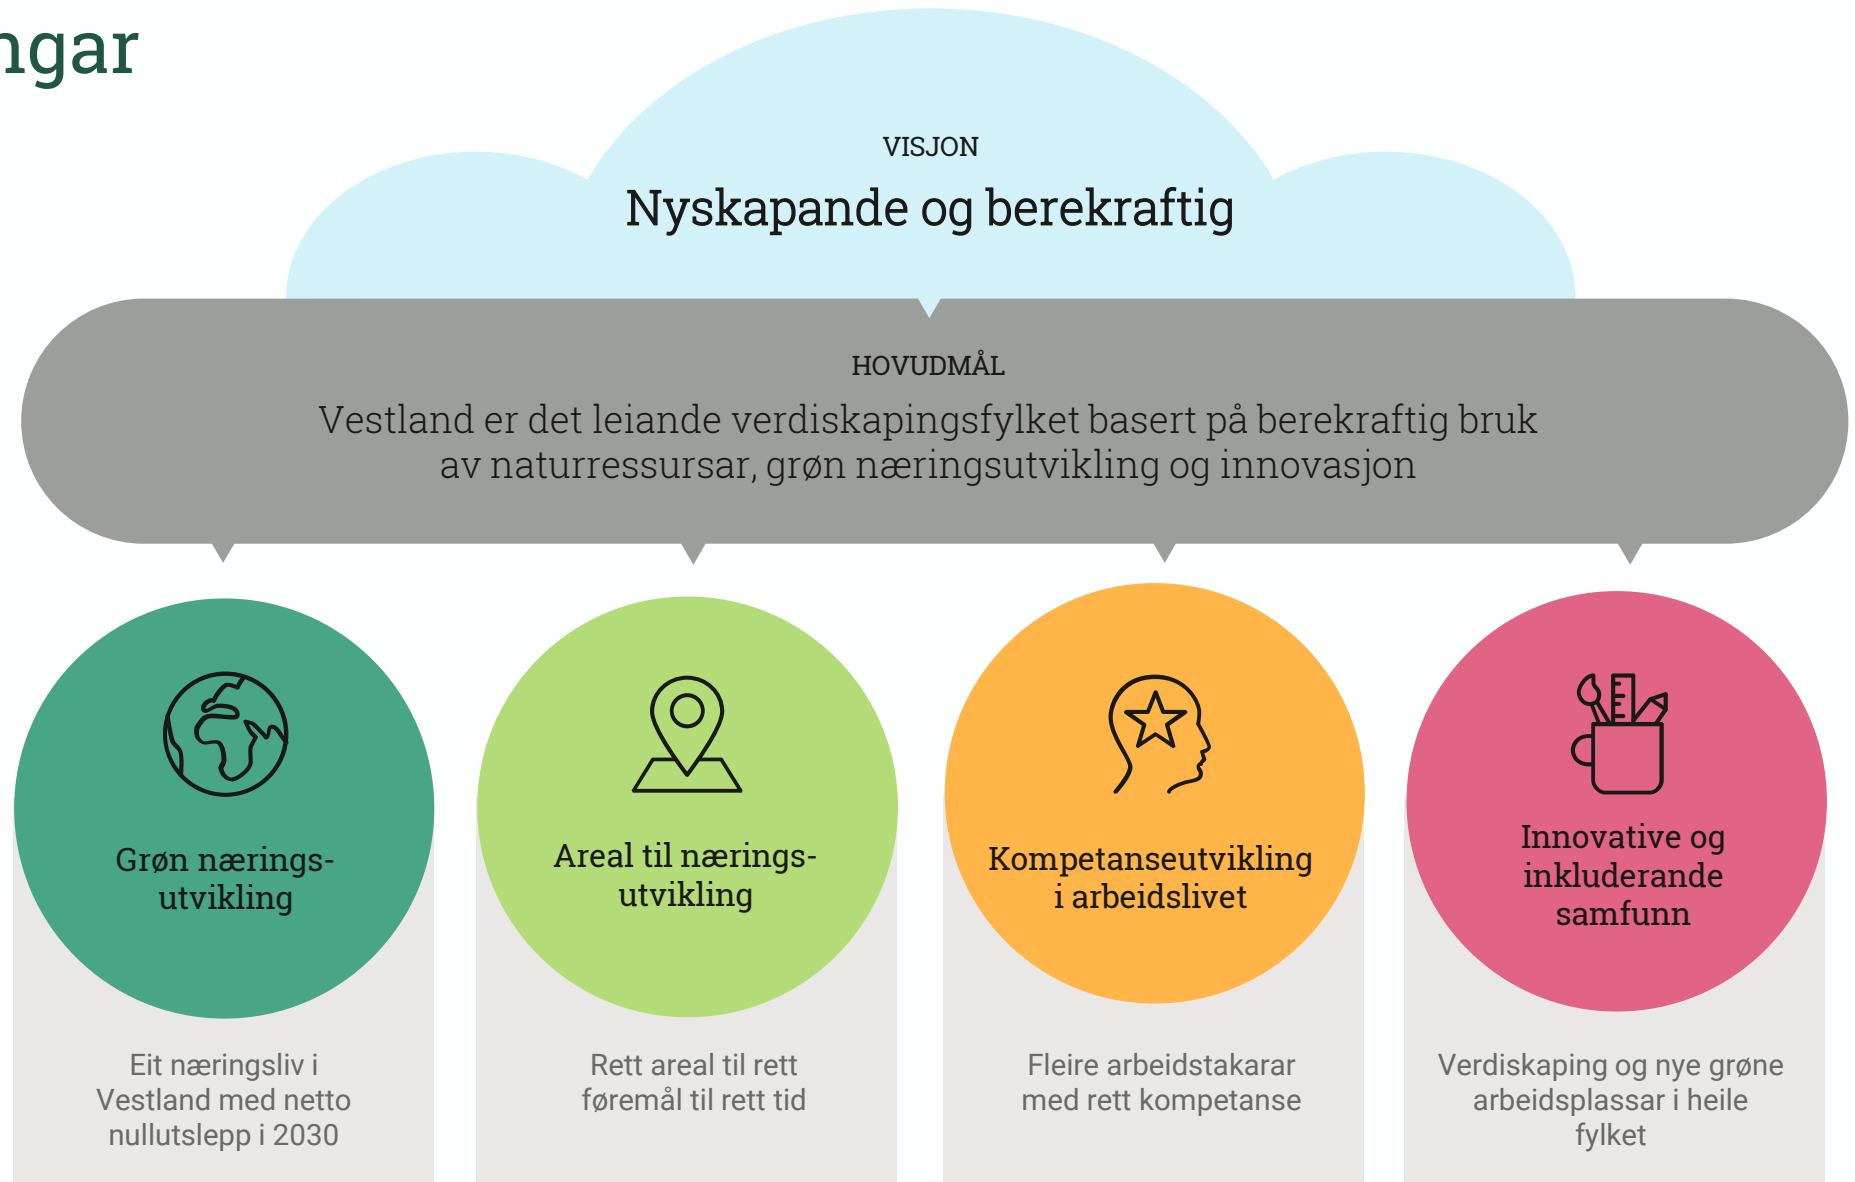 ngar
VISJON
Nyskapande og berekraftig
HOVUDMÅL
Vestland er det leiande verdiskapingsfylket basert på berekraftig bruk
av naturressursar, grøn næringsutvikling og innovasjon
Grøn nærings-
utvikling
Areal til nærings-
utvikling
Kompetanseutvikling
i arbeidslivet
Innovative og
inkluderande
samfunn
Eit næringsliv i
Vestland med netto
nullutslepp i 2030
Rett areal til rett
føremål til rett tid
Fleire arbeidstakarar
med rett kompetanse
Verdiskaping og nye grøne
arbeidsplassar i heile
fylket